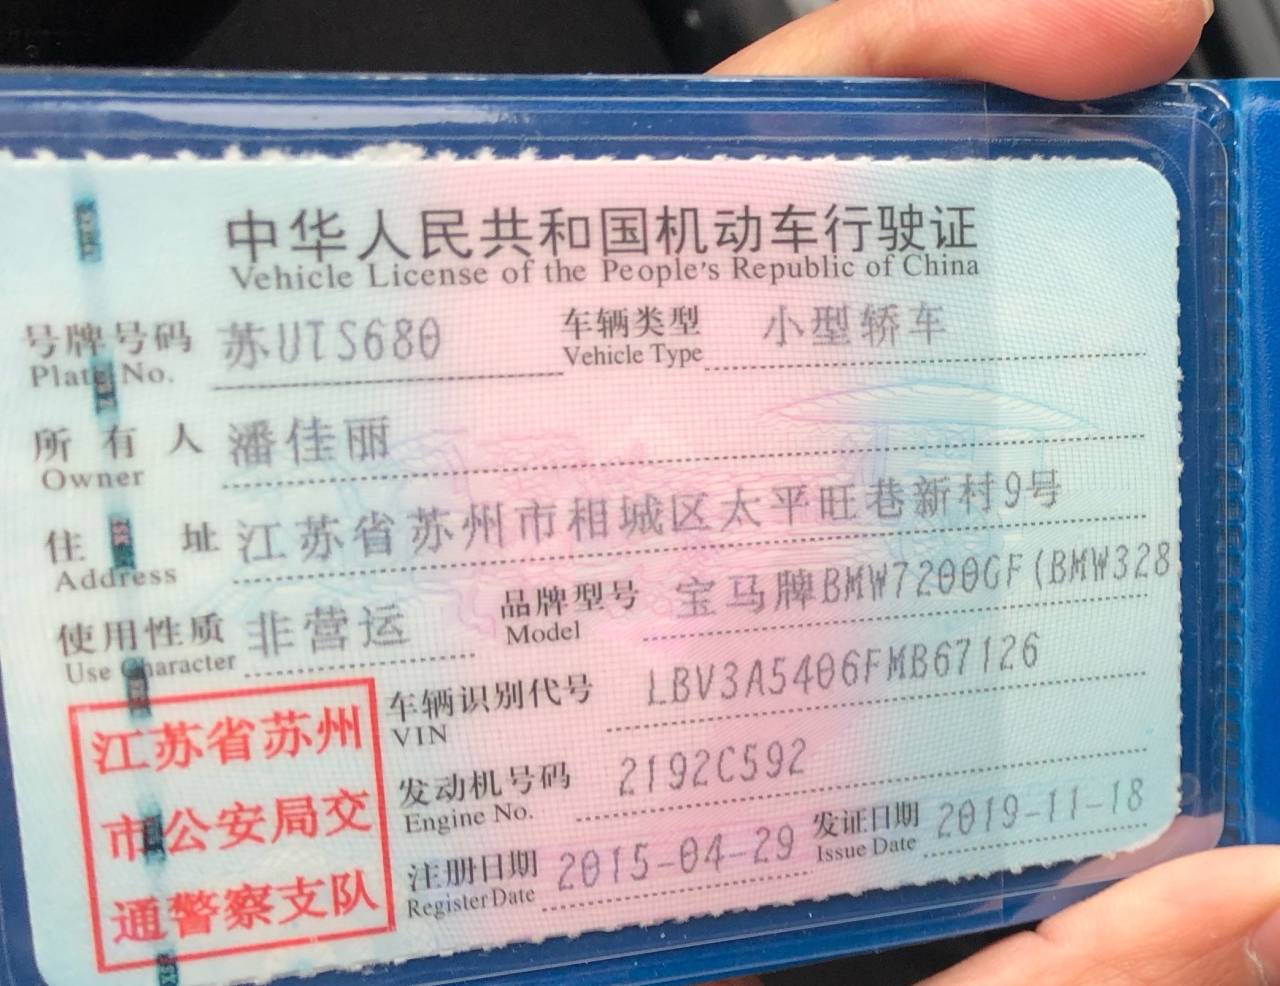 中华人民共和国机动车行驶证
Vehicle License of the People's Republic of China
号牌号码 苏UTS680 车辆类型 小型轿车
Plate No. Vehicle Type
所有人 潘佳丽
Owner
住址 江苏省苏州市相城区太平旺巷新村9号
Address
使用性质 非营运 品牌型号 宝马牌BMW7200GF(BMW328
Use Character Model
车辆识别代号 LBV3A5406FMB67126
VIN
发动机号码 2192C592
Engine No.
注册日期 2015-04-29 发证日期 2019-11-18
Register Date Issue Date
江苏省苏州
市公安局交
通警察支队